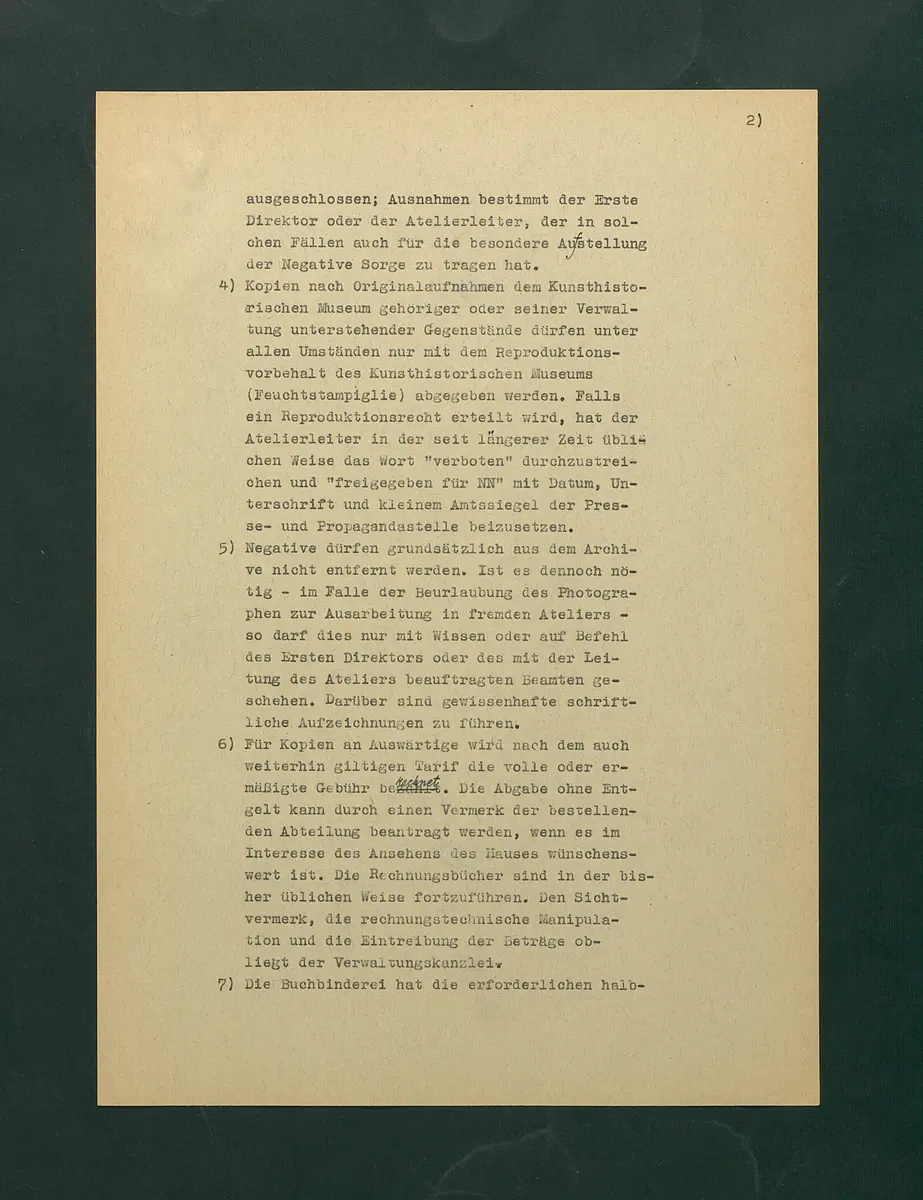 2)
ausgeschlossen; Ausnahmen bestimmt der Erste
Direktor oder der Atelierleiter, der in sol-
chen Fällen auch für die besondere Aufstellung
der Negative Sorge zu tragen hat.
4) Kopien nach Originalaufnahmen dem Kunsthisto-
rischen Museum gehöriger oder seiner Verwal-
tung unterstehender Gegenstände dürfen unter
allen Umständen nur mit dem Reproduktions-
vorbehalt des Kunsthistorischen Museums
(Feuchtstampiglie) abgegeben werden. Falls
ein Reproduktionsrecht erteilt wird, hat der
Atelierleiter in der seit längerer Zeit übli-
chen Weise das Wort "verboten" durchzustrei-
chen und "freigegeben für NN" mit Datum, Un-
terschrift und kleinem Amtssiegel der Pres-
se- und Propagandastelle beizusetzen.
5) Negative dürfen grundsätzlich aus dem Archi-
ve nicht entfernt werden. Ist es dennoch nö-
tig - im Falle der Beurlaubung des Photogra-
phen zur Ausarbeitung in fremden Ateliers -
so darf dies nur mit Wissen oder auf Befehl
des Ersten Direktors oder des mit der Lei-
tung des Ateliers beauftragten Beamten ge-
schehen. Darüber sind gewissenhafte schrift-
liche Aufzeichnungen zu führen.
6) Für Kopien an Auswärtige wird nach dem auch
weiterhin giltigen Tarif die volle oder er-
mäßigte Gebühr berechnet. Die Abgabe ohne Ent-
gelt kann durch einen Vermerk der bestellen-
den Abteilung beantragt werden, wenn es im
Interesse des Ansehens des Hauses wünschens-
wert ist. Die Rechnungsbücher sind in der bis-
her üblichen Weise fortzuführen. Den Sicht-
vermerk, die rechnungstechnische Manipula-
tion und die Eintreibung der Beträge ob-
liegt der Verwaltungskanzlei.
7) Die Buchbinderei hat die erforderlichen halb-